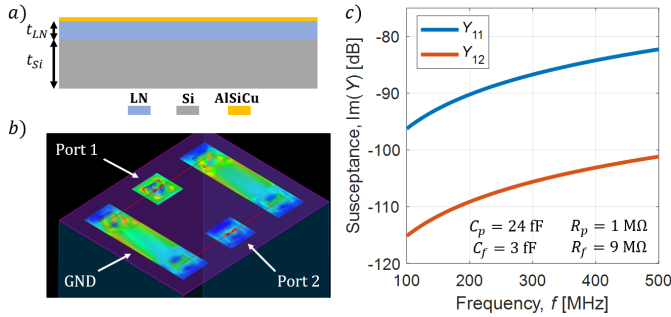 a)
t_LN
t_Si
LN Si AlSiCu
b)
Port 1
GND
Port 2
c)
Susceptance, Im(Y) [dB]
-80
-90
-100
-110
-120
Y_11
Y_12
C_p = 24 fF R_p = 1 MΩ
C_f = 3 fF R_f = 9 MΩ
100 200 300 400 500
Frequency, f [MHz]